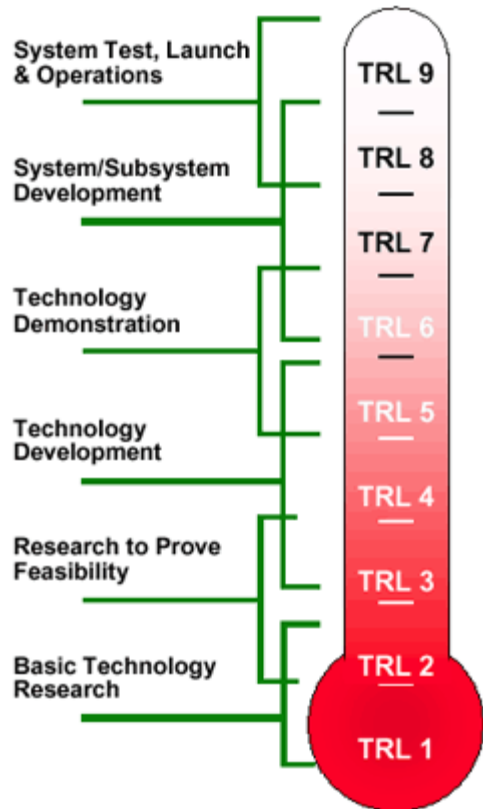 System Test, Launch
& Operations
System/Subsystem
Development
Technology
Demonstration
Technology
Development
Research to Prove
Feasibility
Basic Technology
Research
TRL 9
TRL 8
TRL 7
TRL 6
TRL 5
TRL 4
TRL 3
TRL 2
TRL 1